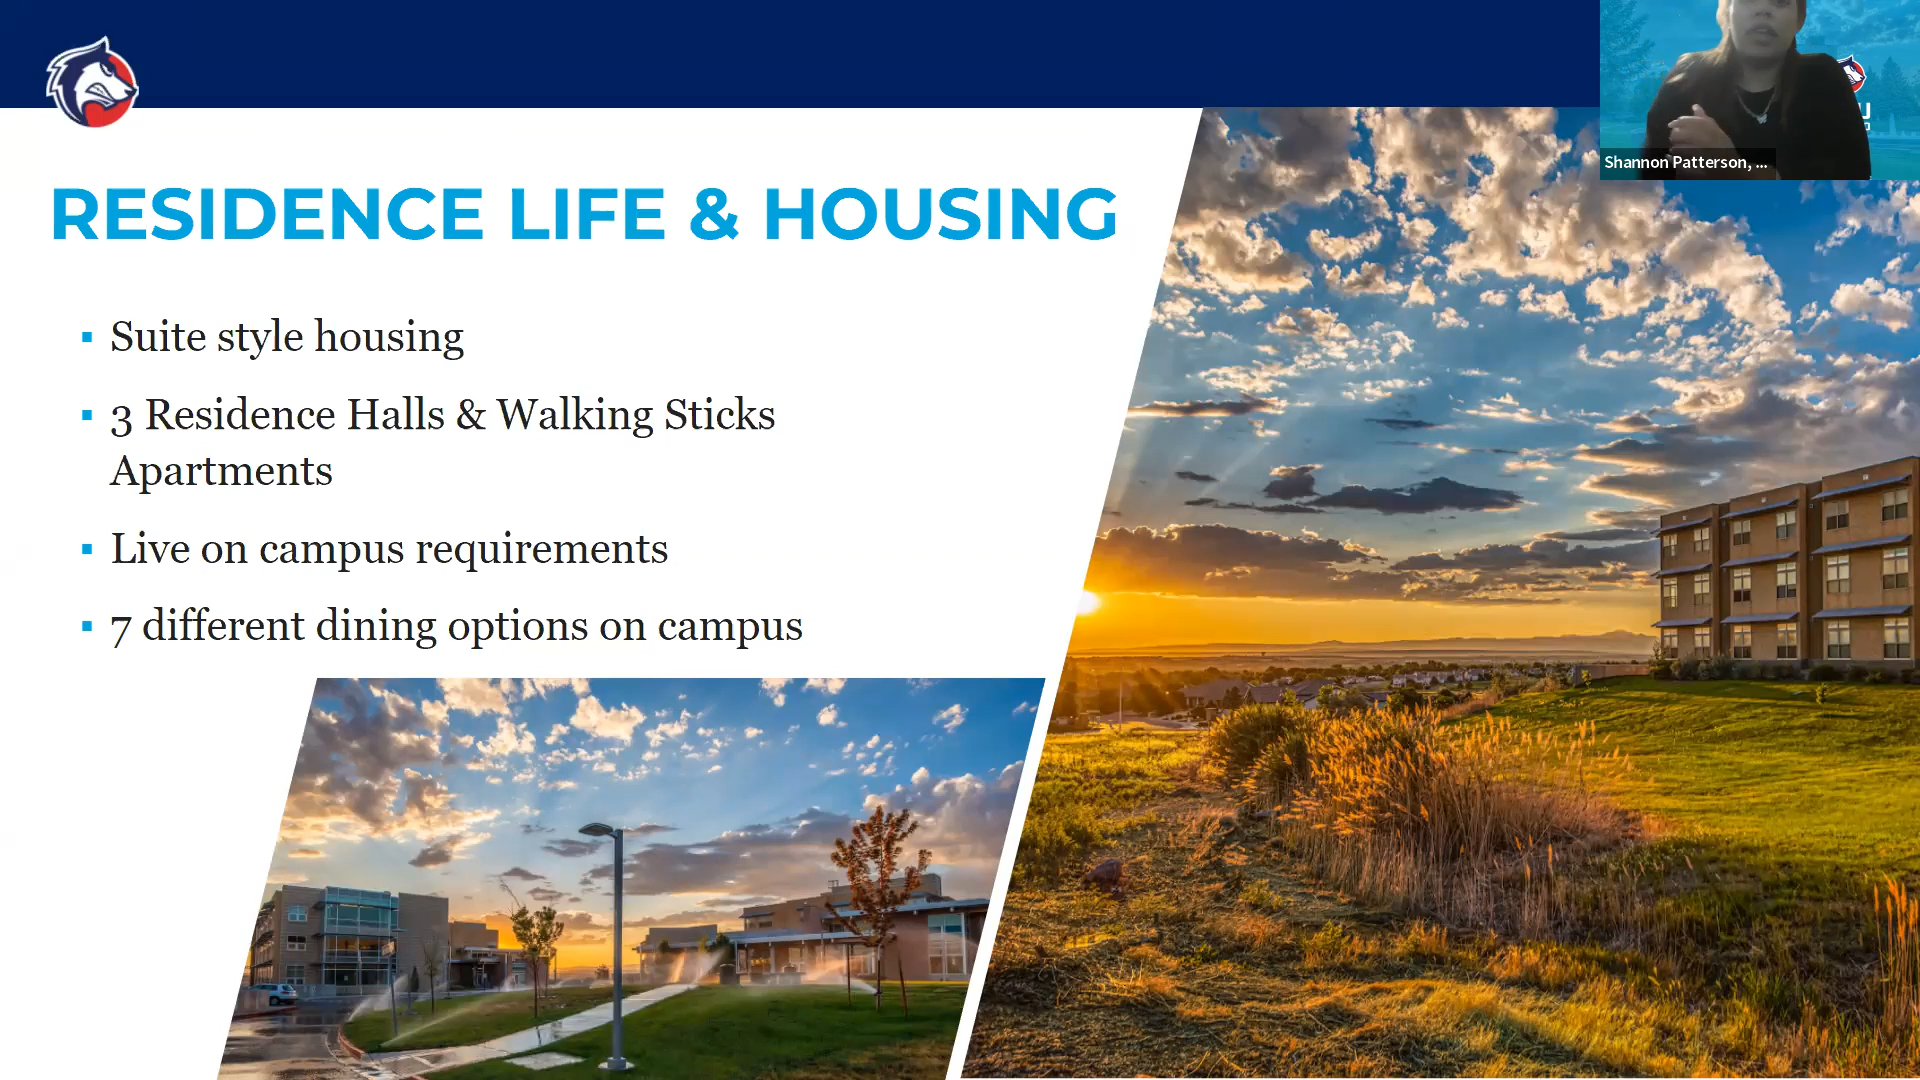 Shannon Patterson, ...
RESIDENCE LIFE & HOUSING
▪ Suite style housing
▪ 3 Residence Halls & Walking Sticks
Apartments
▪ Live on campus requirements
▪ 7 different dining options on campus